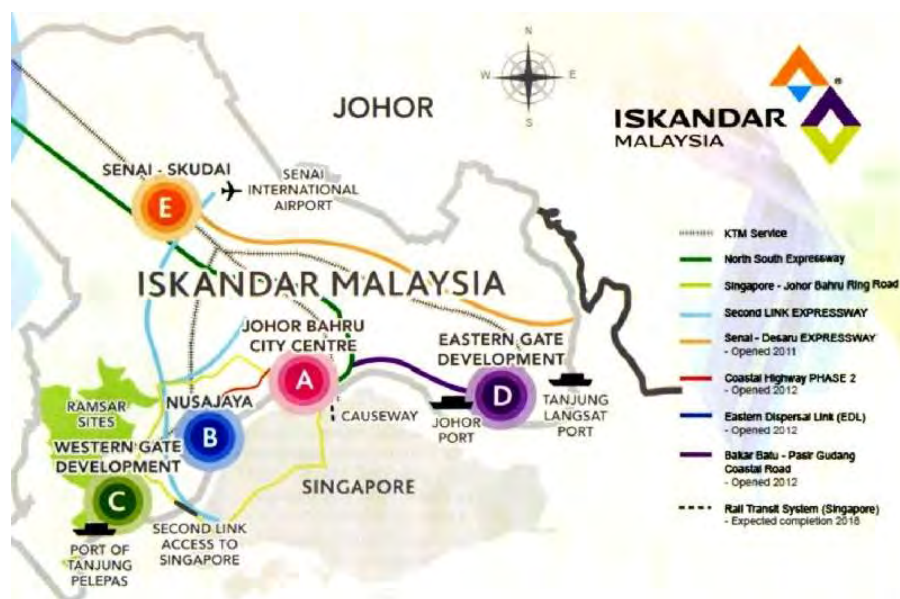 N
W E
S
JOHOR
ISKANDAR
MALAYSIA
®
SENAI - SKUDAI
E
SENAI
INTERNATIONAL
AIRPORT
ISKANDAR MALAYSIA
JOHOR BAHRU
CITY CENTRE
A
EASTERN GATE
DEVELOPMENT
D
RAMSAR
SITES
NUSAJAYA
B
CAUSEWAY
JOHOR
PORT
TANJUNG
LANGSAT
PORT
WESTERN GATE
DEVELOPMENT
C
SINGAPORE
PORT OF
TANJUNG
PELEPAS
SECOND LINK
ACCESS TO
SINGAPORE
KTM Service
North South Expressway
Singapore - Johor Bahru Ring Road
Second LINK EXPRESSWAY
Senai - Desaru EXPRESSWAY
- Opened 2011
Coastal Highway PHASE 2
- Opened 2012
Eastern Dispersal Link (EDL)
- Opened 2012
Bakar Batu - Pasir Gudang
Coastal Road
- Opened 2012
Rail Transit System (Singapore)
- Expected completion 2018